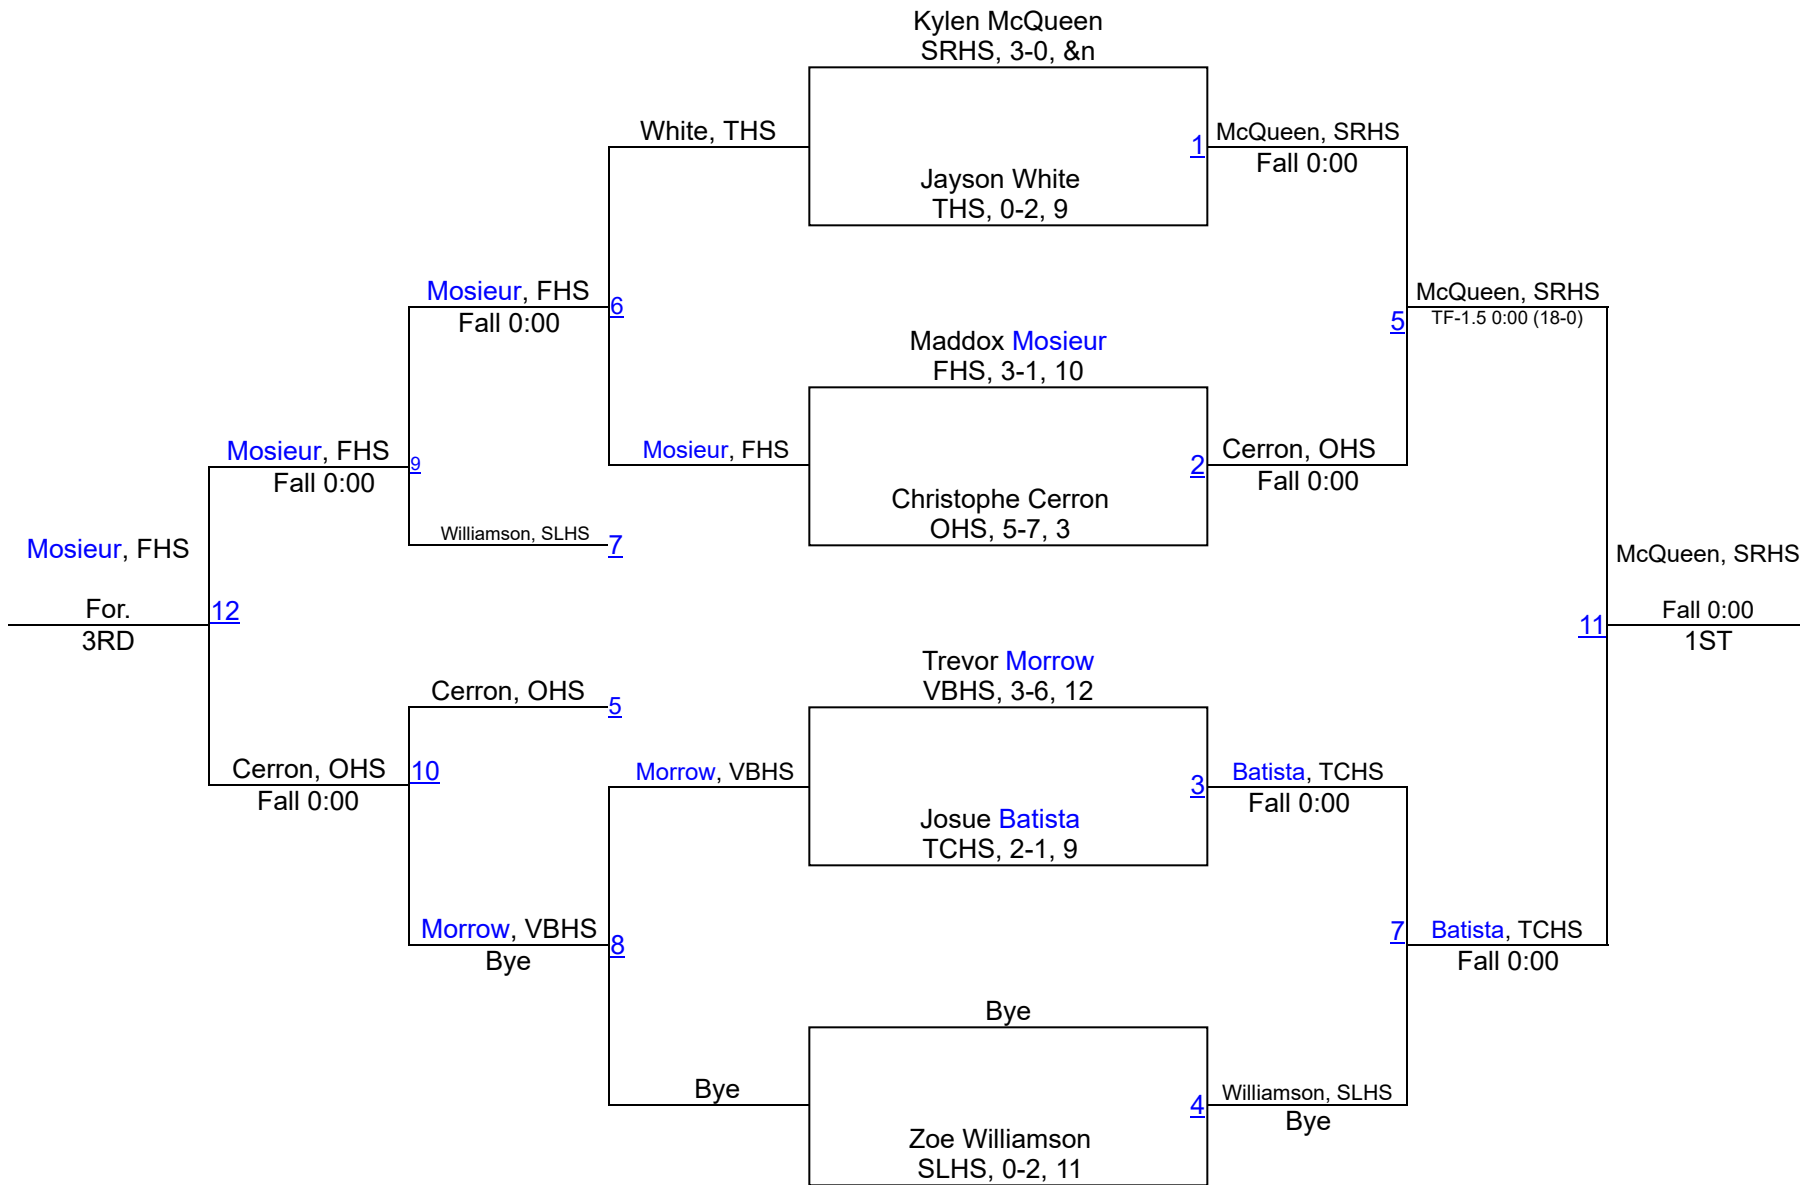 Kylen McQueen
SRHS, 3-0, &n
White, THS
1
McQueen, SRHS
Fall 0:00
Jayson White
THS, 0-2, 9
Mosieur, FHS
Fall 0:00
6
McQueen, SRHS
TF-1.5 0:00 (18-0)
5
Maddox Mosieur
FHS, 3-1, 10
Mosieur, FHS
Fall 0:00
9
Mosieur, FHS
2
Cerron, OHS
Fall 0:00
Christophe Cerron
OHS, 5-7, 3
Williamson, SLHS
7
Mosieur, FHS
For.
3RD
12
McQueen, SRHS
Fall 0:00
1ST
11
Trevor Morrow
VBHS, 3-6, 12
Cerron, OHS
5
Cerron, OHS
Fall 0:00
10
Morrow, VBHS
3
Batista, TCHS
Fall 0:00
Josue Batista
TCHS, 2-1, 9
Morrow, VBHS
Bye
8
7
Batista, TCHS
Fall 0:00
Bye
Bye
4
Williamson, SLHS
Bye
Zoe Williamson
SLHS, 0-2, 11